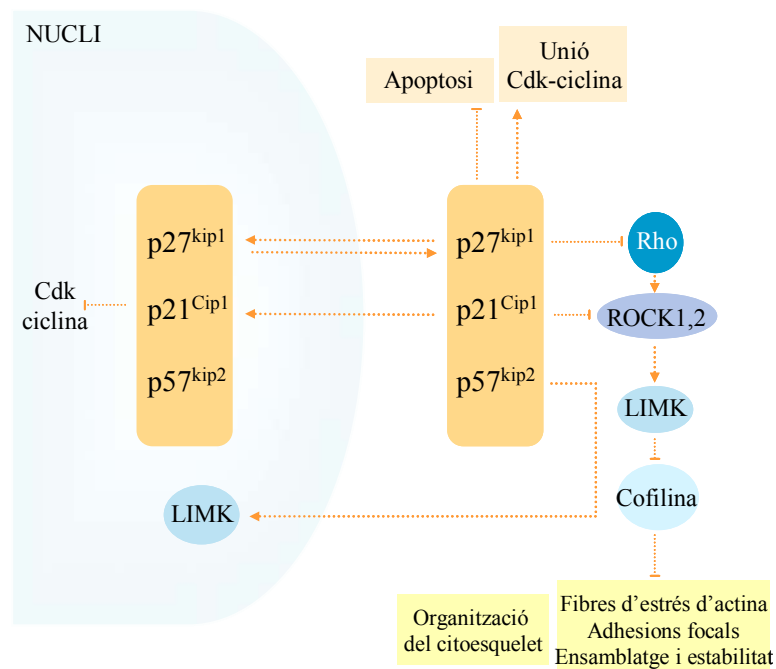 NUCLI
Apoptosi
Unió
Cdk-ciclina
p27kip1
p21Cip1
p57kip2
p27kip1
p21Cip1
p57kip2
Cdk
ciclina
Rho
ROCK1,2
LIMK
LIMK
Cofilina
Organització
del citoesquelet
Fibres d’estrés d’actina
Adhesions focals
Ensamblatge i estabilitat